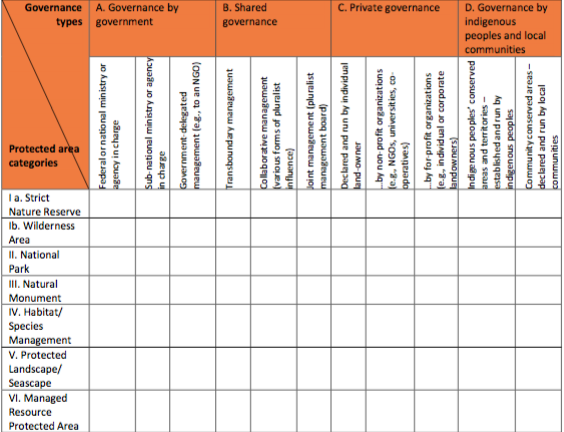 Governance
types
A. Governance by
government
B. Shared
governance
C. Private governance
D. Governance by
indigenous
peoples and local
communities
Protected area
categories
Federal or national ministry or
agency in charge
Sub-national ministry or agency
in charge
Government-delegated
management (e.g., to an NGO)
Transboundary management
Collaborative management
(various forms of pluralist
influence)
Joint management (pluralist
management board)
Declared and run by individual
land-owner
...by non-profit organizations
(e.g., NGOs, universities, co-
operatives)
...by for-profit organizations
(e.g., individual or corporate
landowners)
Indigenous peoples' conserved
areas and territories –
established and run by
indigenous peoples
Community conserved areas –
declared and run by local
communities
I a. Strict
Nature Reserve
Ib. Wilderness
Area
II. National
Park
III. Natural
Monument
IV. Habitat/
Species
Management
V. Protected
Landscape/
Seascape
VI. Managed
Resource
Protected Area